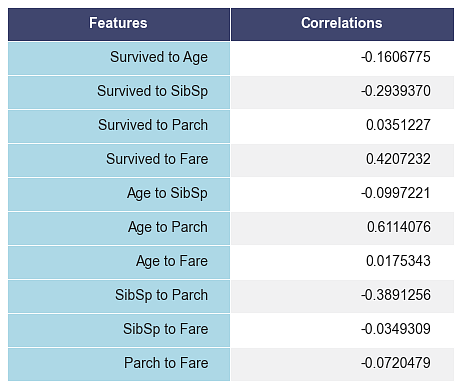 Features Correlations
Survived to Age -0.1606775
Survived to SibSp -0.2939370
Survived to Parch 0.0351227
Survived to Fare 0.4207232
Age to SibSp -0.0997221
Age to Parch 0.6114076
Age to Fare 0.0175343
SibSp to Parch -0.3891256
SibSp to Fare -0.0349309
Parch to Fare -0.0720479